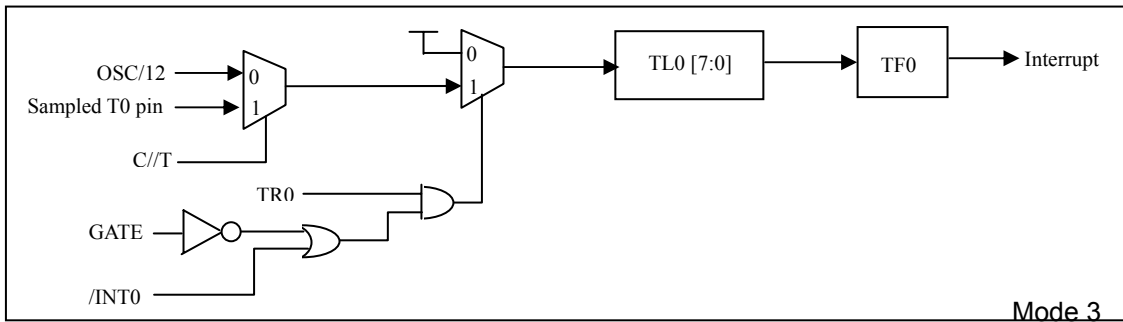 OSC/12
Sampled T0 pin
C//T
0
1
0
1
TL0 [7:0]
TF0
Interrupt
TR0
GATE
/INT0
Mode 3